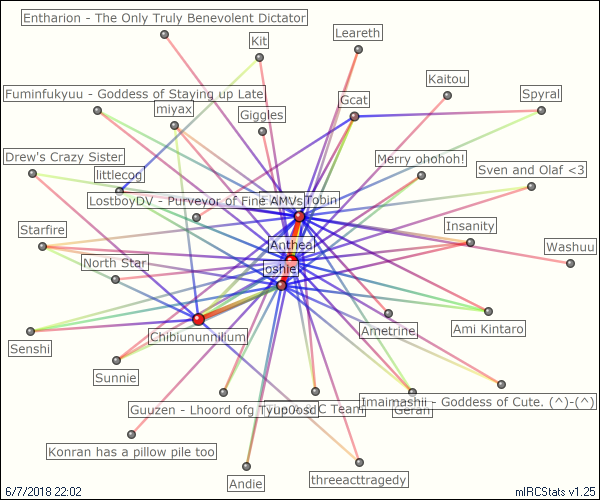 Entharion - The Only Truly Benevolent Dictator
Leareth
Kit
Kaitou
Fuminfukyuu - Goddess of Staying up Late
Spyral
Gcat
miyax
Giggles
Drew's Crazy Sister
Merry ohohoh!
Sven and Olaf <3
littlecog
LostboyDV - Purveyor of Fine AMVs
Tobin
Starfire
Insanity
Anthea
Washuu
North Star
oshie
Ametrine
Ami Kintaro
Chibiununnilium
Senshi
Sunnie
Imaimashii - Goddess of Cute. (^)-(^)
Guuzen - Lhoord ofg
Team
Geran
Konran has a pillow pile too
Andie
threeacttragedy
6/7/2018 22:02
mIRCStats v1.25